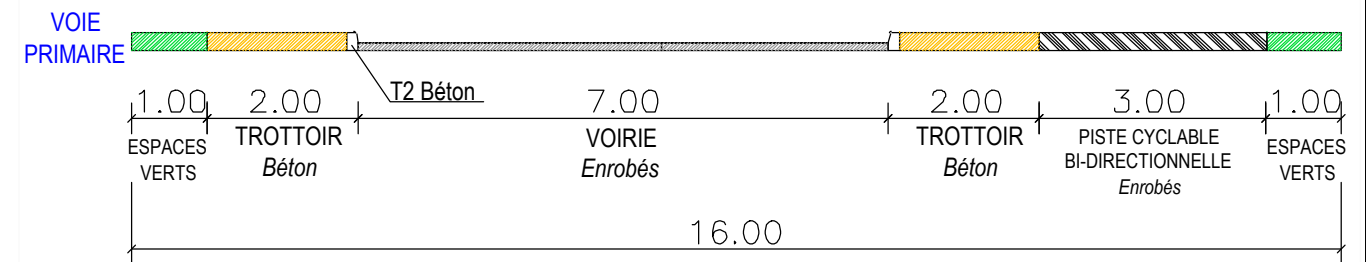 VOIE
PRIMAIRE
T2 Béton
1.00 2.00 7.00 2.00 3.00 1.00
ESPACES
VERTS
TROTTOIR
Béton
VOIRIE
Enrobés
TROTTOIR
Béton
PISTE CYCLABLE
BI-DIRECTIONNELLE
Enrobés
ESPACES
VERTS
16.00